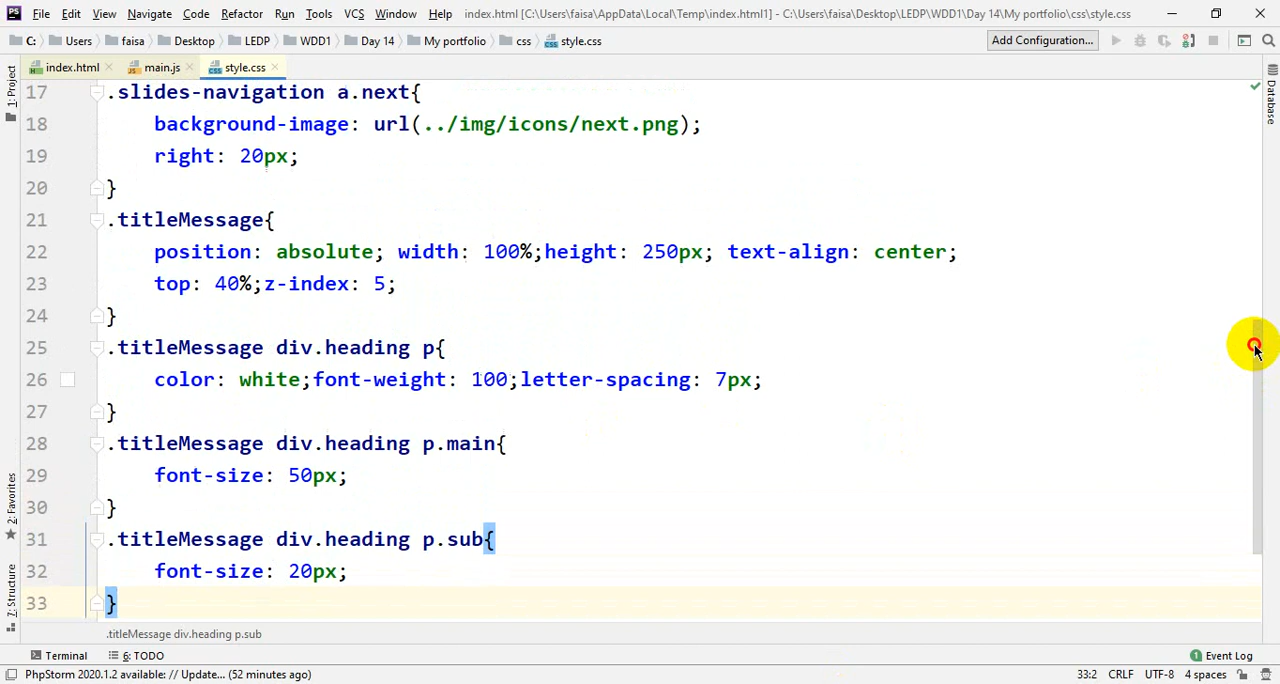 PS File Edit View Navigate Code Refactor Run Tools VCS Window Help index.html [C:\Users\faisa\AppData\Local\Temp\index.html1] - C:\Users\faisa\Desktop\LEDP\WDD1\Day 14\My portfolio\css\style.css
C: Users faisa Desktop LEDP WDD1 Day 14 My portfolio css style.css Add Configuration...
index.html main.js style.css
1: Project
Database
17 .slides-navigation a.next{
18 background-image: url(../img/icons/next.png);
19 right: 20px;
20 }
21 .titleMessage{
22 position: absolute; width: 100%;height: 250px; text-align: center;
23 top: 40%;z-index: 5;
24 }
25 .titleMessage div.heading p{
26 color: white;font-weight: 100;letter-spacing: 7px;
27 }
28 .titleMessage div.heading p.main{
29 font-size: 50px;
30 }
31 .titleMessage div.heading p.sub{
32 font-size: 20px;
33 }
2: Favorites
Z: Structure
.titleMessage div.heading p.sub
Terminal 6: TODO 1 Event Log
PhpStorm 2020.1.2 available: // Update... (52 minutes ago) 33:2 CRLF UTF-8 4 spaces